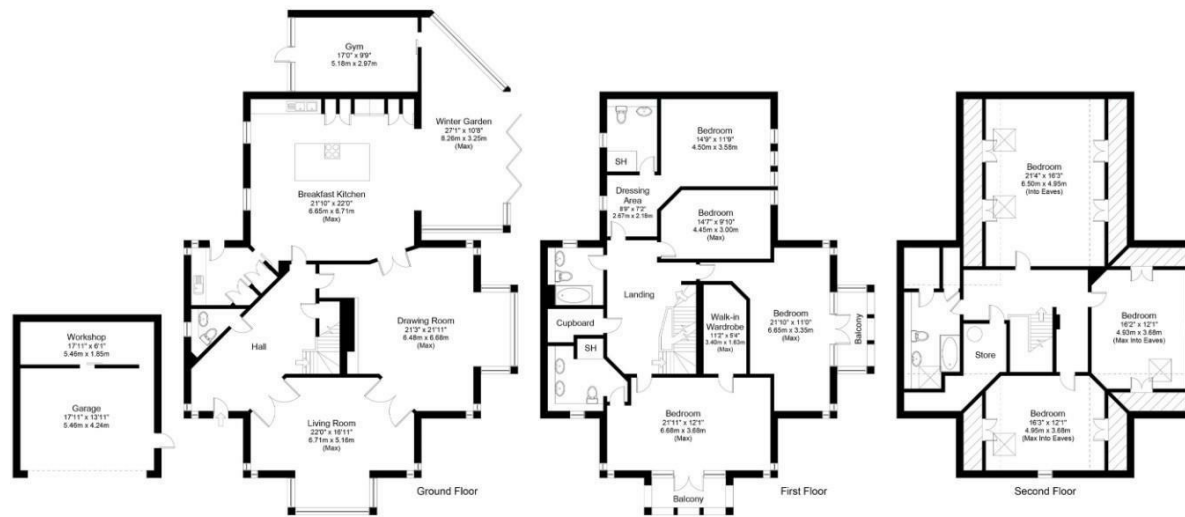 Gym
17'0" x 9'9"
5.18m x 2.97m
Winter Garden
27'1" x 10'8"
8.26m x 3.25m
(Max)
Breakfast Kitchen
21'10" x 22'0"
6.65m x 6.71m
(Max)
Drawing Room
21'3" x 21'11"
6.48m x 6.68m
(Max)
Hall
Living Room
22'0" x 16'11"
6.71m x 5.16m
(Max)
Workshop
17'11" x 6'1"
5.46m x 1.85m
Garage
17'11" x 13'11"
5.46m x 4.24m
Ground Floor
SH
Bedroom
14'9" x 11'9"
4.50m x 3.58m
Dressing
Area
8'9" x 7'2"
2.67m x 2.18m
Bedroom
14'7" x 9'10"
4.45m x 3.00m
(Max)
Landing
Cupboard
SH
Walk-in
Wardrobe
11'2" x 5'4"
3.40m x 1.63m
(Max)
Bedroom
21'10" x 11'0"
6.65m x 3.35m
(Max)
Balcony
Bedroom
21'11" x 12'1"
6.68m x 3.68m
(Max)
Balcony
First Floor
Bedroom
21'4" x 16'3"
6.50m x 4.95m
(Into Eaves)
Bedroom
16'2" x 12'1"
4.93m x 3.68m
(Max Into Eaves)
Store
Bedroom
16'3" x 12'1"
4.95m x 3.68m
(Max Into Eaves)
Second Floor